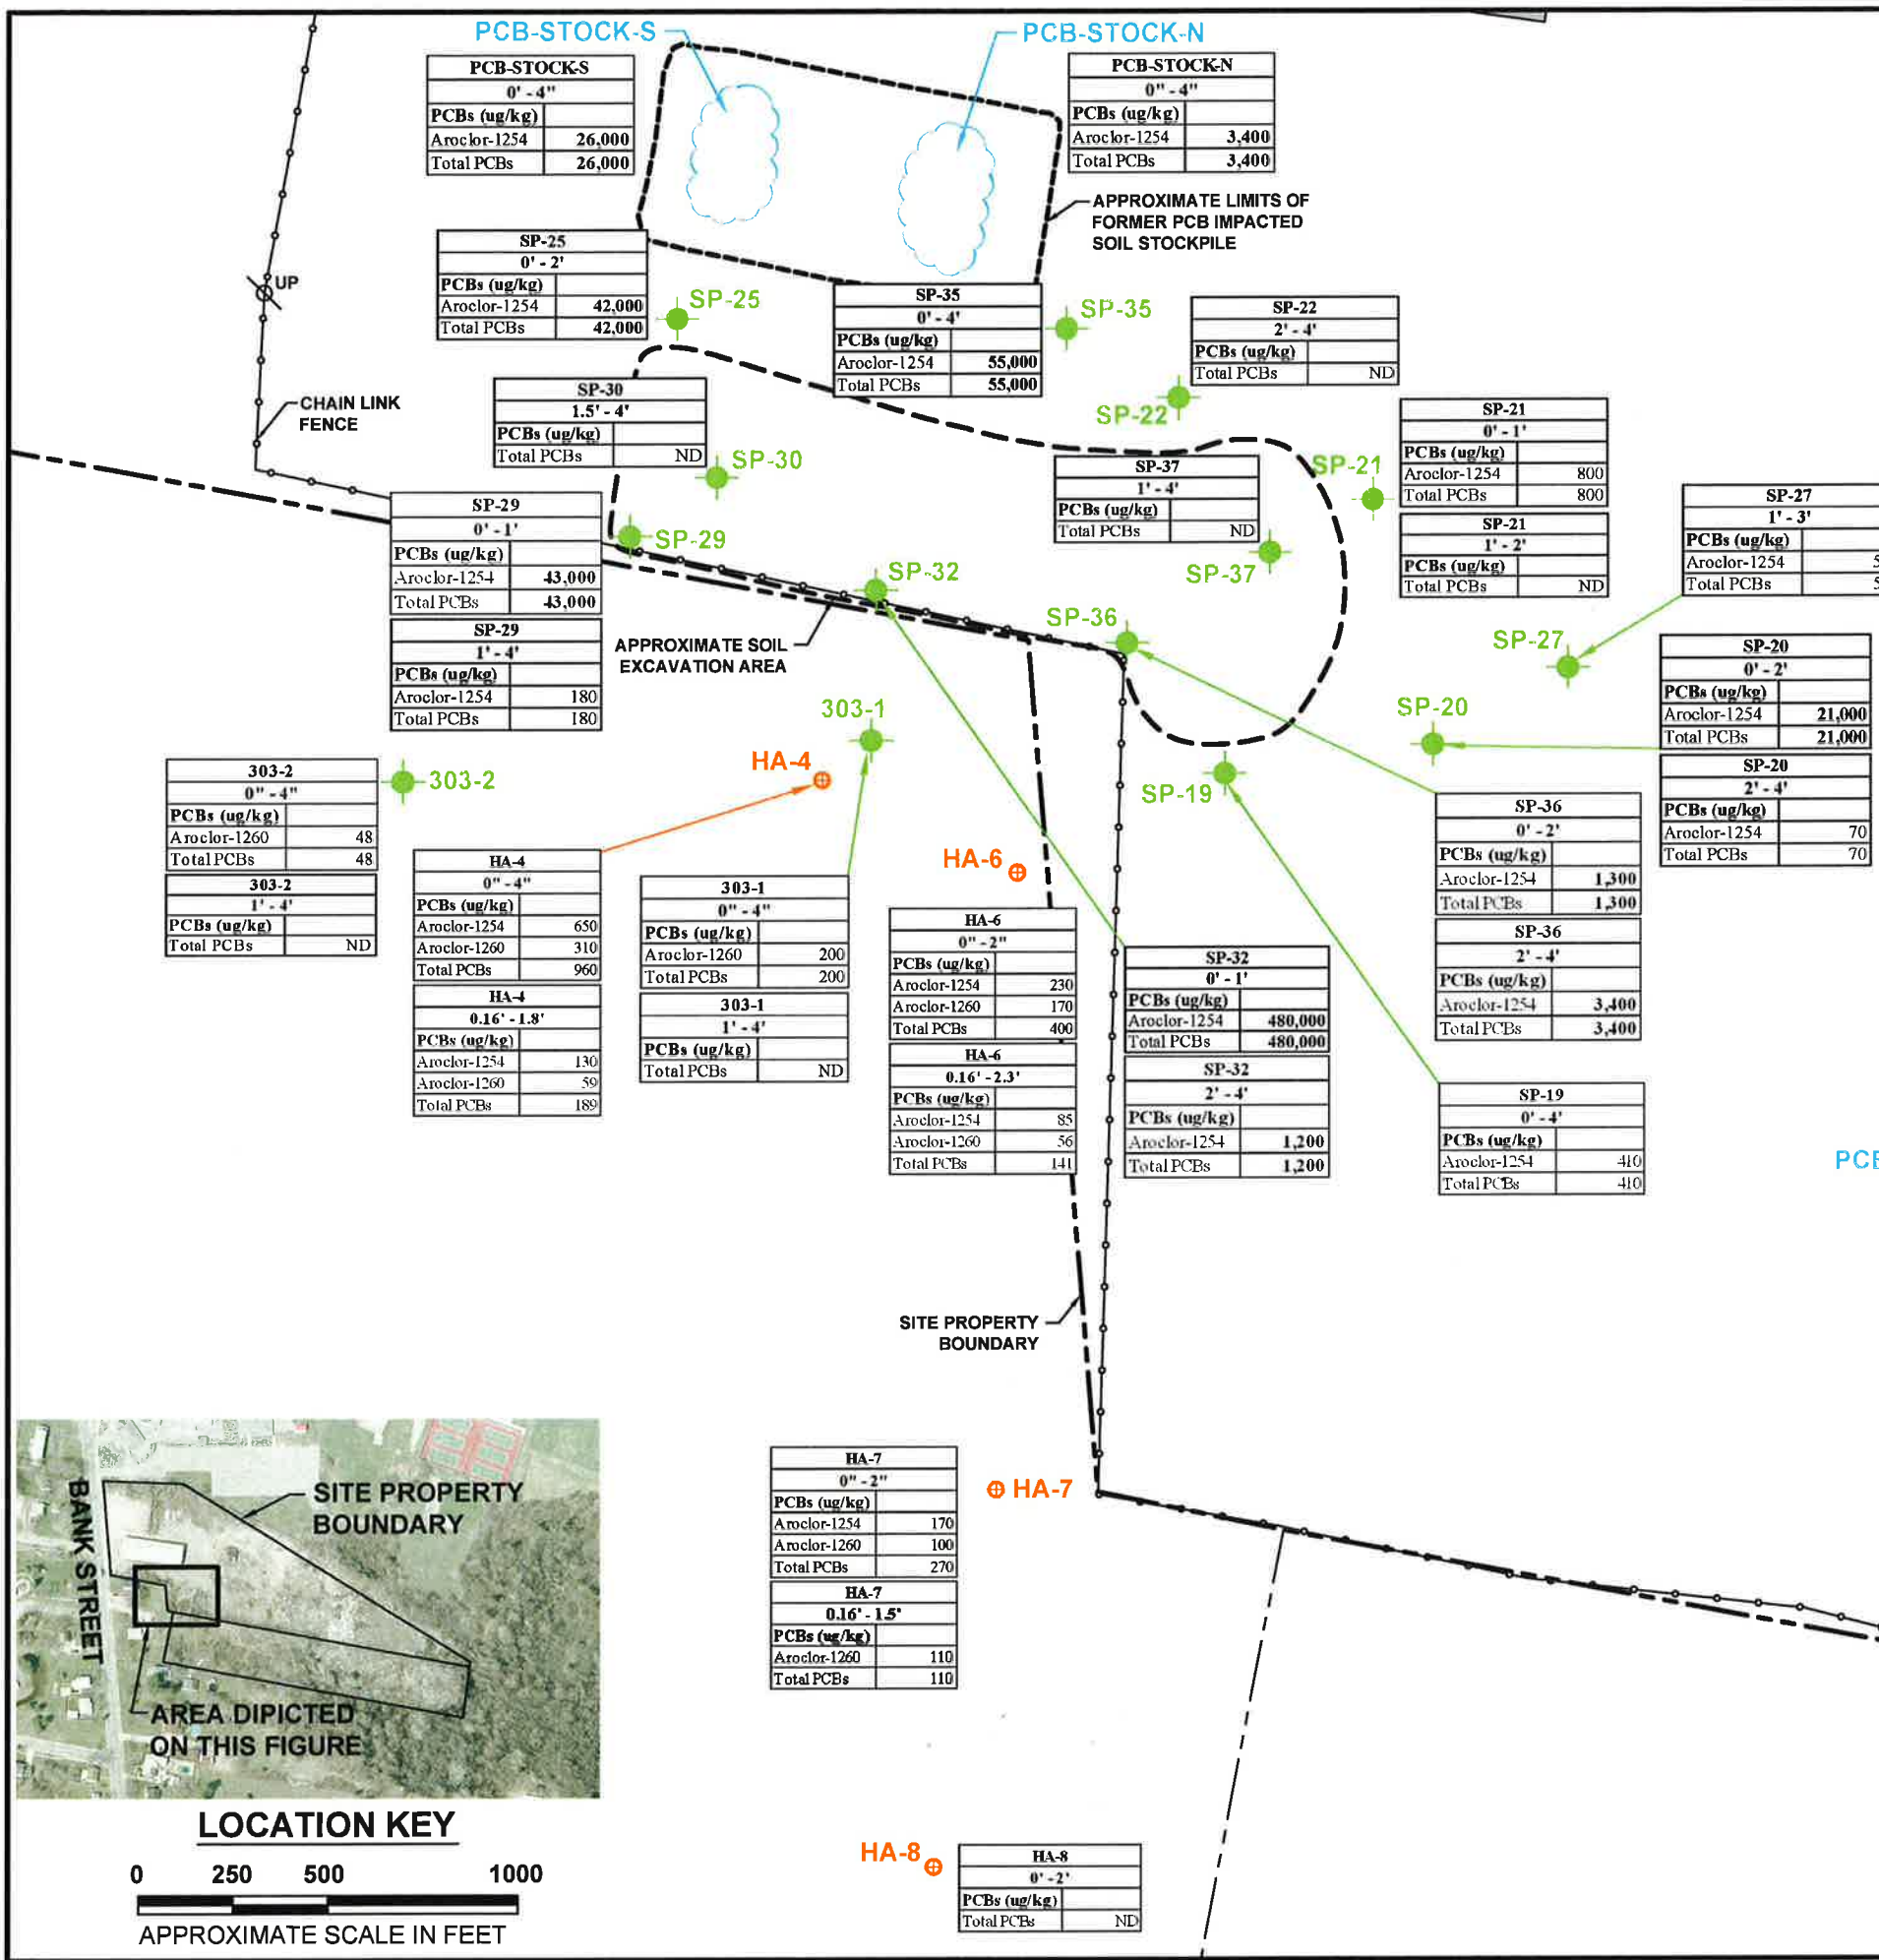 PCB-STOCK-S
PCB-STOCK-N
PCB-STOCK-S
0' - 4"
PCBs (ug/kg)
Aroclor-1254 26,000
Total PCBs 26,000
PCB-STOCK-N
0" - 4"
PCBs (ug/kg)
Aroclor-1254 3,400
Total PCBs 3,400
APPROXIMATE LIMITS OF
FORMER PCB IMPACTED
SOIL STOCKPILE
SP-25
0' - 2'
PCBs (ug/kg)
Aroclor-1254 42,000
Total PCBs 42,000
SP-25
UP
SP-35
0' - 4'
PCBs (ug/kg)
Aroclor-1254 55,000
Total PCBs 55,000
SP-35
SP-22
2' - 4'
PCBs (ug/kg)
Total PCBs ND
SP-22
CHAIN LINK
FENCE
SP-30
1.5' - 4'
PCBs (ug/kg)
Total PCBs ND
SP-30
SP-21
0' - 1'
PCBs (ug/kg)
Aroclor-1254 800
Total PCBs 800
SP-21
1' - 2'
PCBs (ug/kg)
Total PCBs ND
SP-21
SP-37
1' - 4'
PCBs (ug/kg)
Total PCBs ND
SP-37
SP-27
1' - 3'
PCBs (ug/kg)
Aroclor-1254 5
Total PCBs 5
SP-27
SP-29
0' - 1'
PCBs (ug/kg)
Aroclor-1254 43,000
Total PCBs 43,000
SP-29
1' - 4'
PCBs (ug/kg)
Aroclor-1254 180
Total PCBs 180
SP-29
SP-32
SP-36
APPROXIMATE SOIL
EXCAVATION AREA
SP-20
0' - 2'
PCBs (ug/kg)
Aroclor-1254 21,000
Total PCBs 21,000
SP-20
2' - 4'
PCBs (ug/kg)
Aroclor-1254 70
Total PCBs 70
SP-20
303-1
HA-4
303-2
SP-19
303-2
0" - 4"
PCBs (ug/kg)
Aroclor-1260 48
Total PCBs 48
303-2
1' - 4'
PCBs (ug/kg)
Total PCBs ND
HA-4
0" - 4"
PCBs (ug/kg)
Aroclor-1254 650
Aroclor-1260 310
Total PCBs 960
HA-4
0.16' - 1.8'
PCBs (ug/kg)
Aroclor-1254 130
Aroclor-1260 59
Total PCBs 189
303-1
0" - 4"
PCBs (ug/kg)
Aroclor-1260 200
Total PCBs 200
303-1
1' - 4'
PCBs (ug/kg)
Total PCBs ND
HA-6
HA-6
0" - 2"
PCBs (ug/kg)
Aroclor-1254 230
Aroclor-1260 170
Total PCBs 400
HA-6
0.16' - 2.3'
PCBs (ug/kg)
Aroclor-1254 85
Aroclor-1260 56
Total PCBs 141
SP-32
0' - 1'
PCBs (ug/kg)
Aroclor-1254 480,000
Total PCBs 480,000
SP-32
2' - 4'
PCBs (ug/kg)
Aroclor-1254 1,200
Total PCBs 1,200
SP-36
0' - 2'
PCBs (ug/kg)
Aroclor-1254 1,300
Total PCBs 1,300
SP-36
2' - 4'
PCBs (ug/kg)
Aroclor-1254 3,400
Total PCBs 3,400
SP-19
0' - 4'
PCBs (ug/kg)
Aroclor-1254 410
Total PCBs 410
PCB
SITE PROPERTY
BOUNDARY
HA-7
0" - 2"
PCBs (ug/kg)
Aroclor-1254 170
Aroclor-1260 100
Total PCBs 270
HA-7
0.16' - 1.5'
PCBs (ug/kg)
Aroclor-1260 110
Total PCBs 110
HA-7
BANK STREET
SITE PROPERTY
BOUNDARY
AREA DIPICTED
ON THIS FIGURE
LOCATION KEY
0 250 500 1000
APPROXIMATE SCALE IN FEET
HA-8
HA-8
0' - 2'
PCBs (ug/kg)
Total PCBs ND